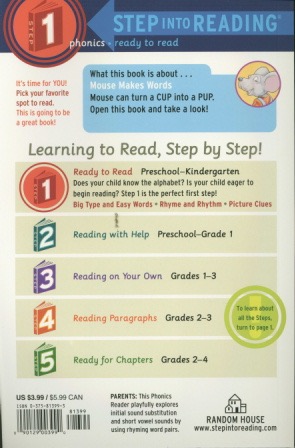 STEP
1
STEP INTO READING®
phonics • ready to read
It's time for YOU!
Pick your favorite
spot to read.
This is going to
be a great book!
What this book is about . . .
Mouse Makes Words
Mouse can turn a CUP into a PUP.
Open this book and take a look!
Learning to Read, Step by Step!
1
Ready to Read Preschool–Kindergarten
Does your child know the alphabet? Is your child eager to
begin reading? Step 1 is the perfect first step!
Big Type and Easy Words • Rhyme and Rhythm • Picture Clues
2
Reading with Help Preschool–Grade 1
3
Reading on Your Own Grades 1–3
4
Reading Paragraphs Grades 2–3
5
Ready for Chapters Grades 2–4
To learn about
all the Steps,
turn to page 1.
US $3.99 / $5.99 CAN
ISBN 0-375-81399-5
81399
PARENTS: This Phonics
Reader playfully explores
initial sound substitution
and short vowel sounds by
using rhyming word pairs.
RANDOM HOUSE
www.stepintoreading.com